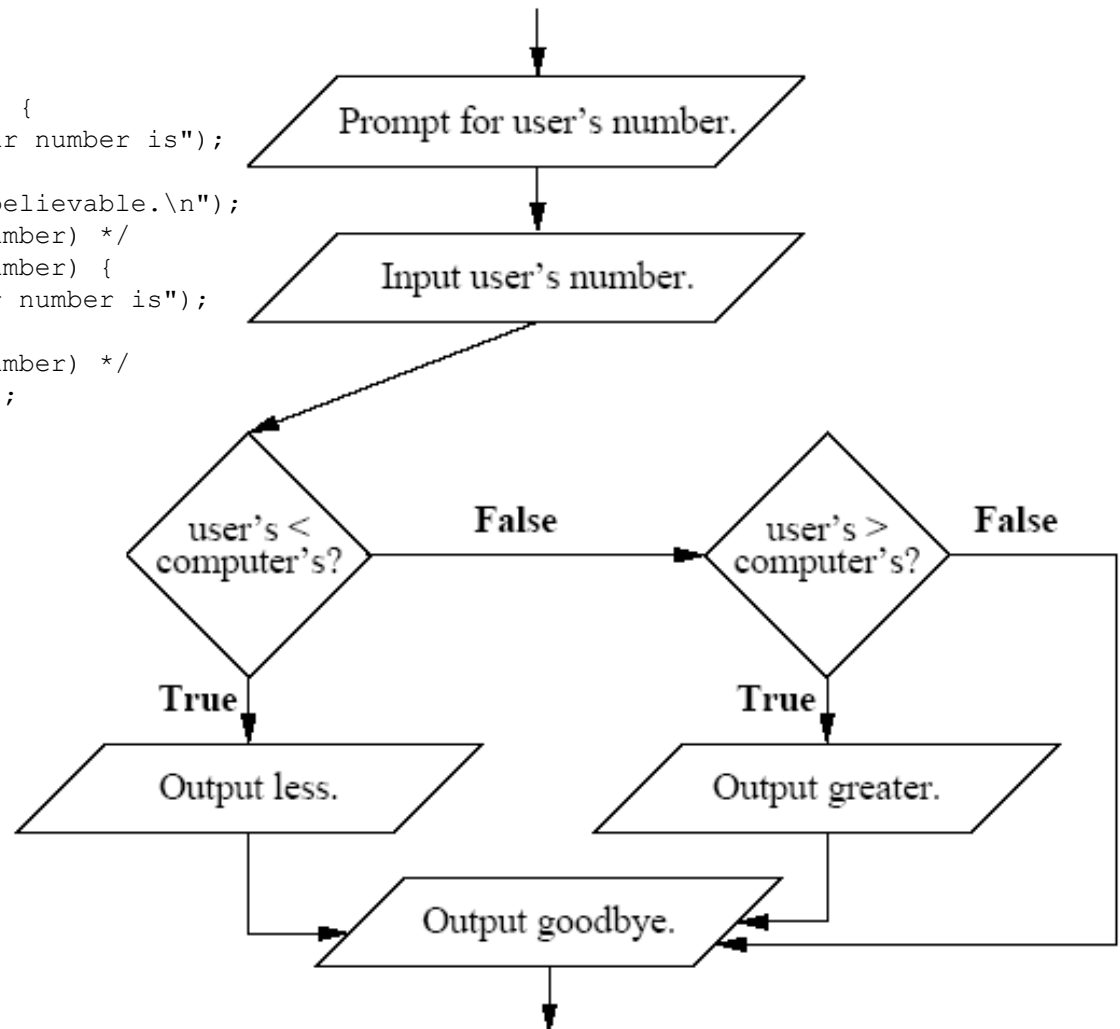 {
r number is");
believable.\n");
mber) */
mber) {
r number is");
mber) */
;
Prompt for user’s number.
Input user’s number.
user’s <
computer’s?
False
user’s >
computer’s?
False
True
True
Output less.
Output greater.
Output goodbye.